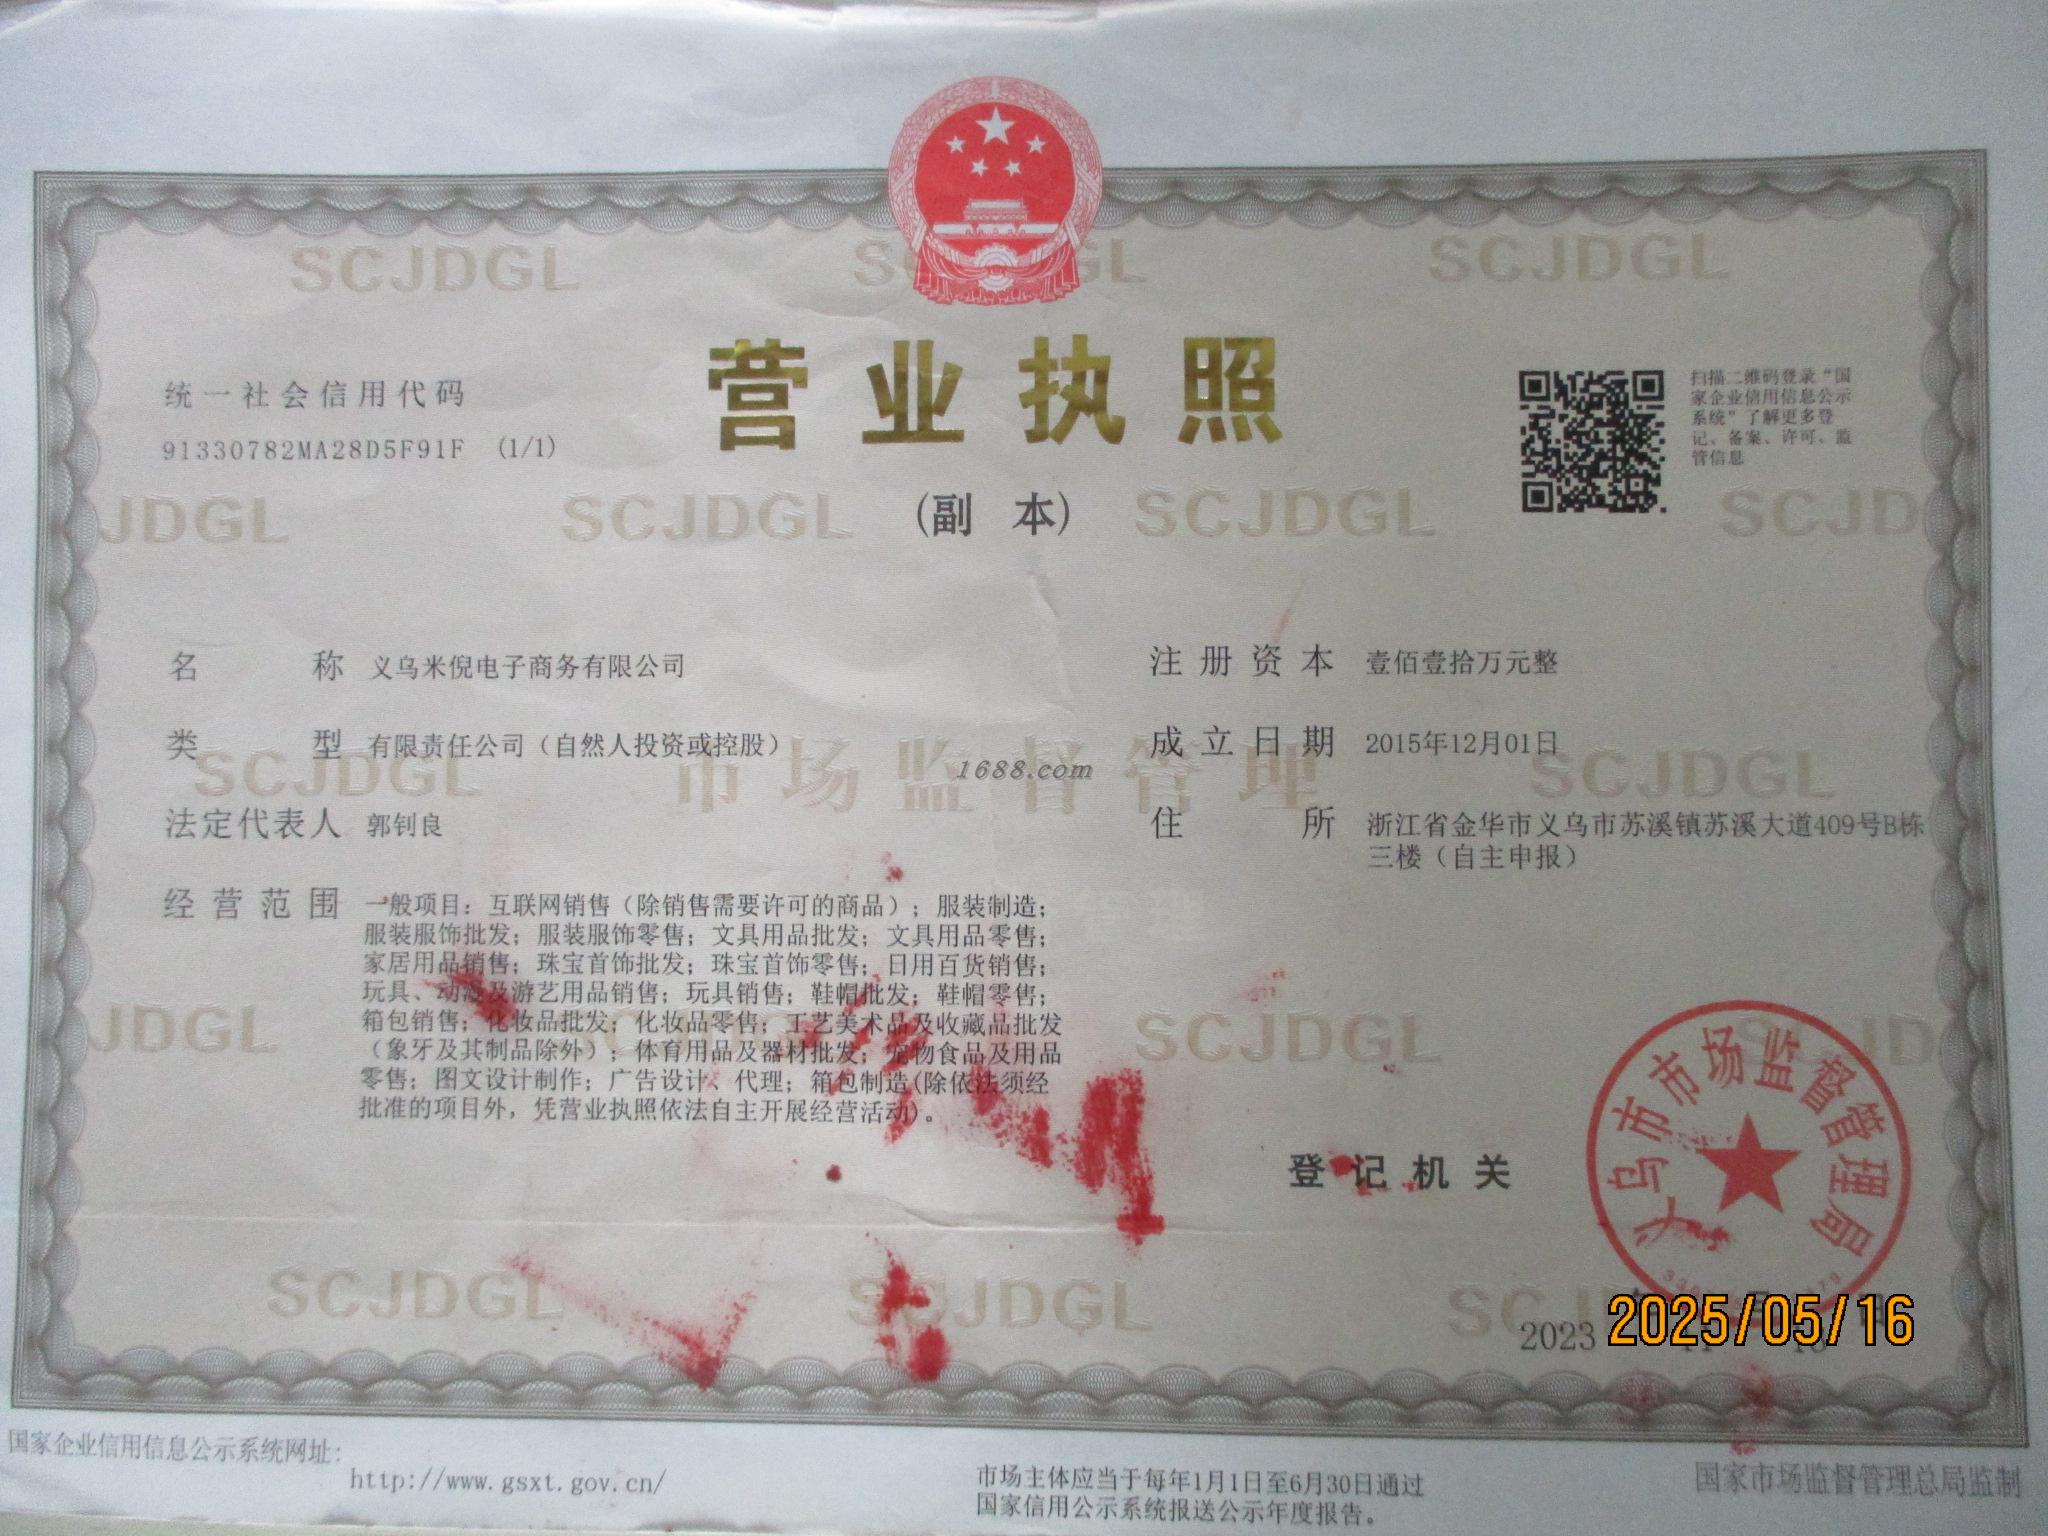 SCJDGL
SCJDGL
营业执照
(副 本)
统一社会信用代码
91330782MA28D5F91F (1/1)
扫描二维码登录“国
家企业信用信息公示
系统”了解更多登
记、备案、许可、监
管信息
JDGL
SCJDGL
SCJDGL
SCJD
名 称 义乌米倪电子商务有限公司
类 型 有限责任公司（自然人投资或控股）
法定代表人 郭钊良
经营范围 一般项目：互联网销售（除销售需要许可的商品）；服装制造；
服装服饰批发；服装服饰零售；文具用品批发；文具用品零售；
家居用品销售；珠宝首饰批发；珠宝首饰零售；日用百货销售；
玩具、动漫及游艺用品销售；玩具销售；鞋帽批发；鞋帽零售；
箱包销售；化妆品批发；化妆品零售；工艺美术品及收藏品批发
（象牙及其制品除外）；体育用品及器材批发；宠物食品及用品
零售；图文设计制作；广告设计、代理；箱包制造(除依法须经
批准的项目外，凭营业执照依法自主开展经营活动)。
注册资本 壹佰壹拾万元整
成立日期 2015年12月01日
住 所 浙江省金华市义乌市苏溪镇苏溪大道409号B栋
三楼（自主申报）
SCJDGL
市场监督管理
SCJDGL
1688.com
JDGL
SCJDGL
登记机关
义乌市市场监督管理局
SCJDGL
SCJDGL
2023
2025/05/16
国家企业信用信息公示系统网址:
http://www.gsxt.gov.cn/
市场主体应当于每年1月1日至6月30日通过
国家信用公示系统报送公示年度报告。
国家市场监督管理总局监制